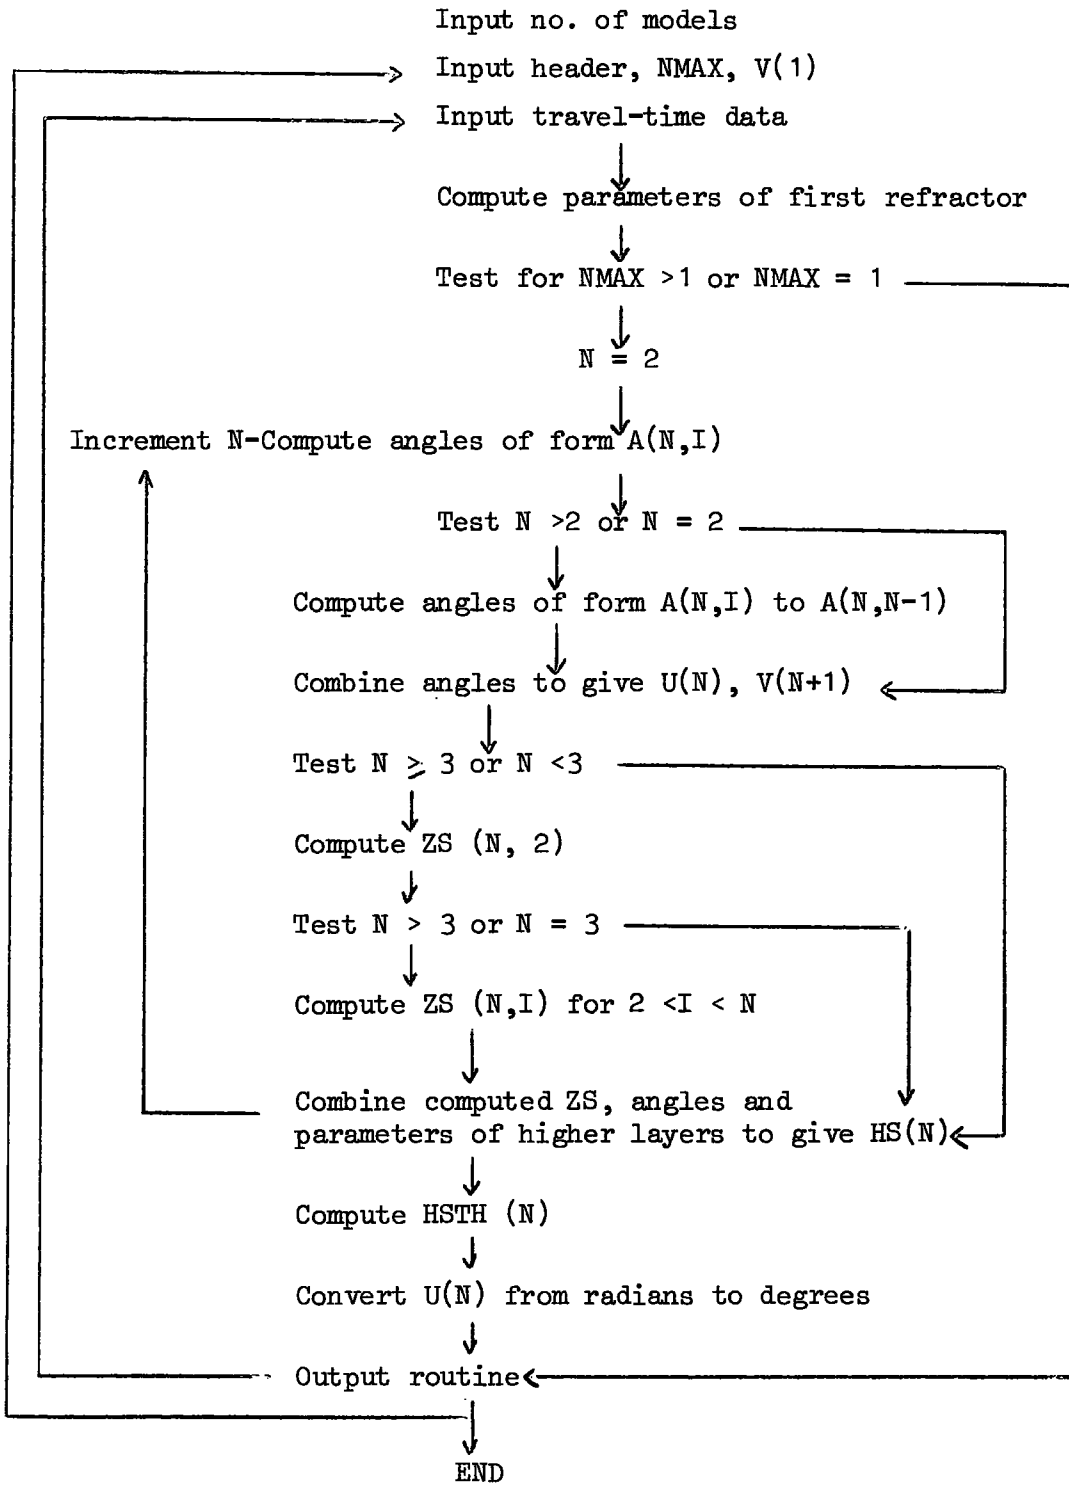 Input no. of models
Input header, NMAX, V(1)
Input travel-time data
Compute parameters of first refractor
Test for NMAX >1 or NMAX = 1
N = 2
Increment N-Compute angles of form A(N,I)
Test N >2 or N = 2
Compute angles of form A(N,I) to A(N,N-1)
Combine angles to give U(N), V(N+1)
Test N ≥ 3 or N <3
Compute ZS (N, 2)
Test N > 3 or N = 3
Compute ZS (N,I) for 2 <I < N
Combine computed ZS, angles and
parameters of higher layers to give HS(N)
Compute HSTH (N)
Convert U(N) from radians to degrees
Output routine
END